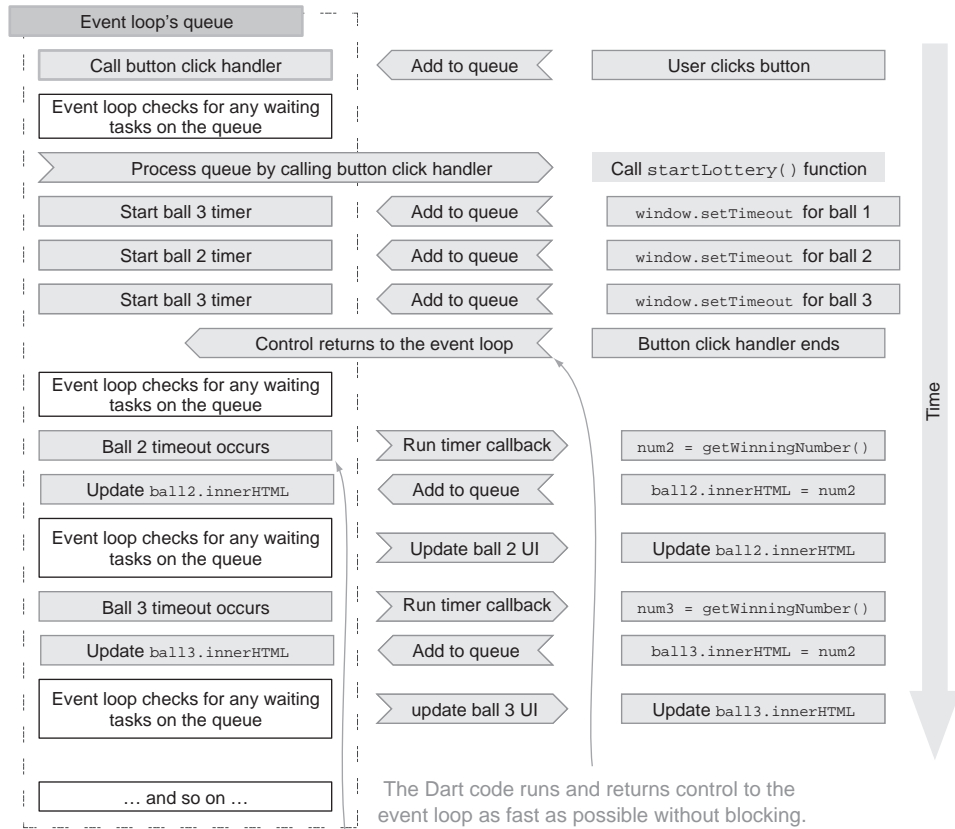 Event loop's queue
Call button click handler
Add to queue
User clicks button
Event loop checks for any waiting
tasks on the queue
Process queue by calling button click handler
Call startLottery() function
Start ball 3 timer
Add to queue
window.setTimeout for ball 1
Start ball 2 timer
Add to queue
window.setTimeout for ball 2
Start ball 3 timer
Add to queue
window.setTimeout for ball 3
Control returns to the event loop
Button click handler ends
Event loop checks for any waiting
tasks on the queue
Time
Ball 2 timeout occurs
Run timer callback
num2 = getWinningNumber()
Update ball2.innerHTML
Add to queue
ball2.innerHTML = num2
Event loop checks for any waiting
tasks on the queue
Update ball 2 UI
Update ball2.innerHTML
Ball 3 timeout occurs
Run timer callback
num3 = getWinningNumber()
Update ball3.innerHTML
Add to queue
ball3.innerHTML = num2
Event loop checks for any waiting
tasks on the queue
update ball 3 UI
Update ball3.innerHTML
… and so on …
The Dart code runs and returns control to the
event loop as fast as possible without blocking.